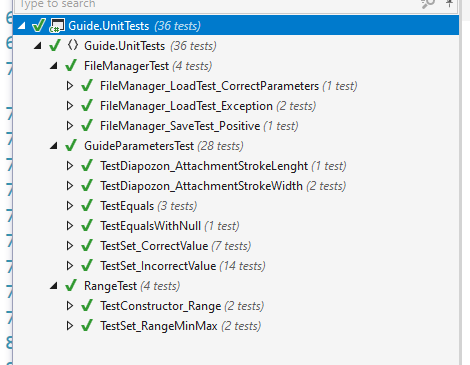 Type to search
Guide.UnitTests (36 tests)
Guide.UnitTests (36 tests)
FileManagerTest (4 tests)
FileManager_LoadTest_CorrectParameters (1 test)
FileManager_LoadTest_Exception (2 tests)
FileManager_SaveTest_Positive (1 test)
GuideParametersTest (28 tests)
TestDiapozon_AttachmentStrokeLenght (1 test)
TestDiapozon_AttachmentStrokeWidth (2 tests)
TestEquals (3 tests)
TestEqualsWithNull (1 test)
TestSet_CorrectValue (7 tests)
TestSet_IncorrectValue (14 tests)
RangeTest (4 tests)
TestConstructor_Range (2 tests)
TestSet_RangeMinMax (2 tests)